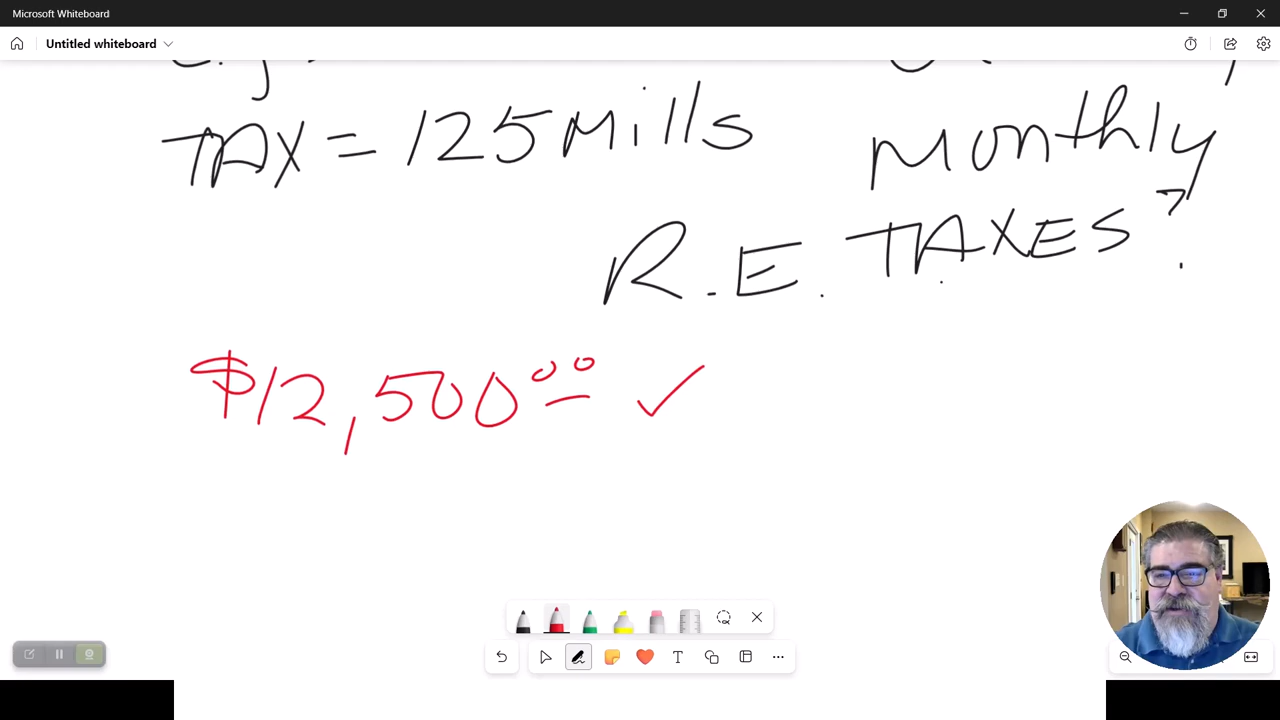 Microsoft Whiteboard
Untitled whiteboard
TAX = 125 Mills
Monthly
R.E. TAXES?
$12,500.00 ✓
T